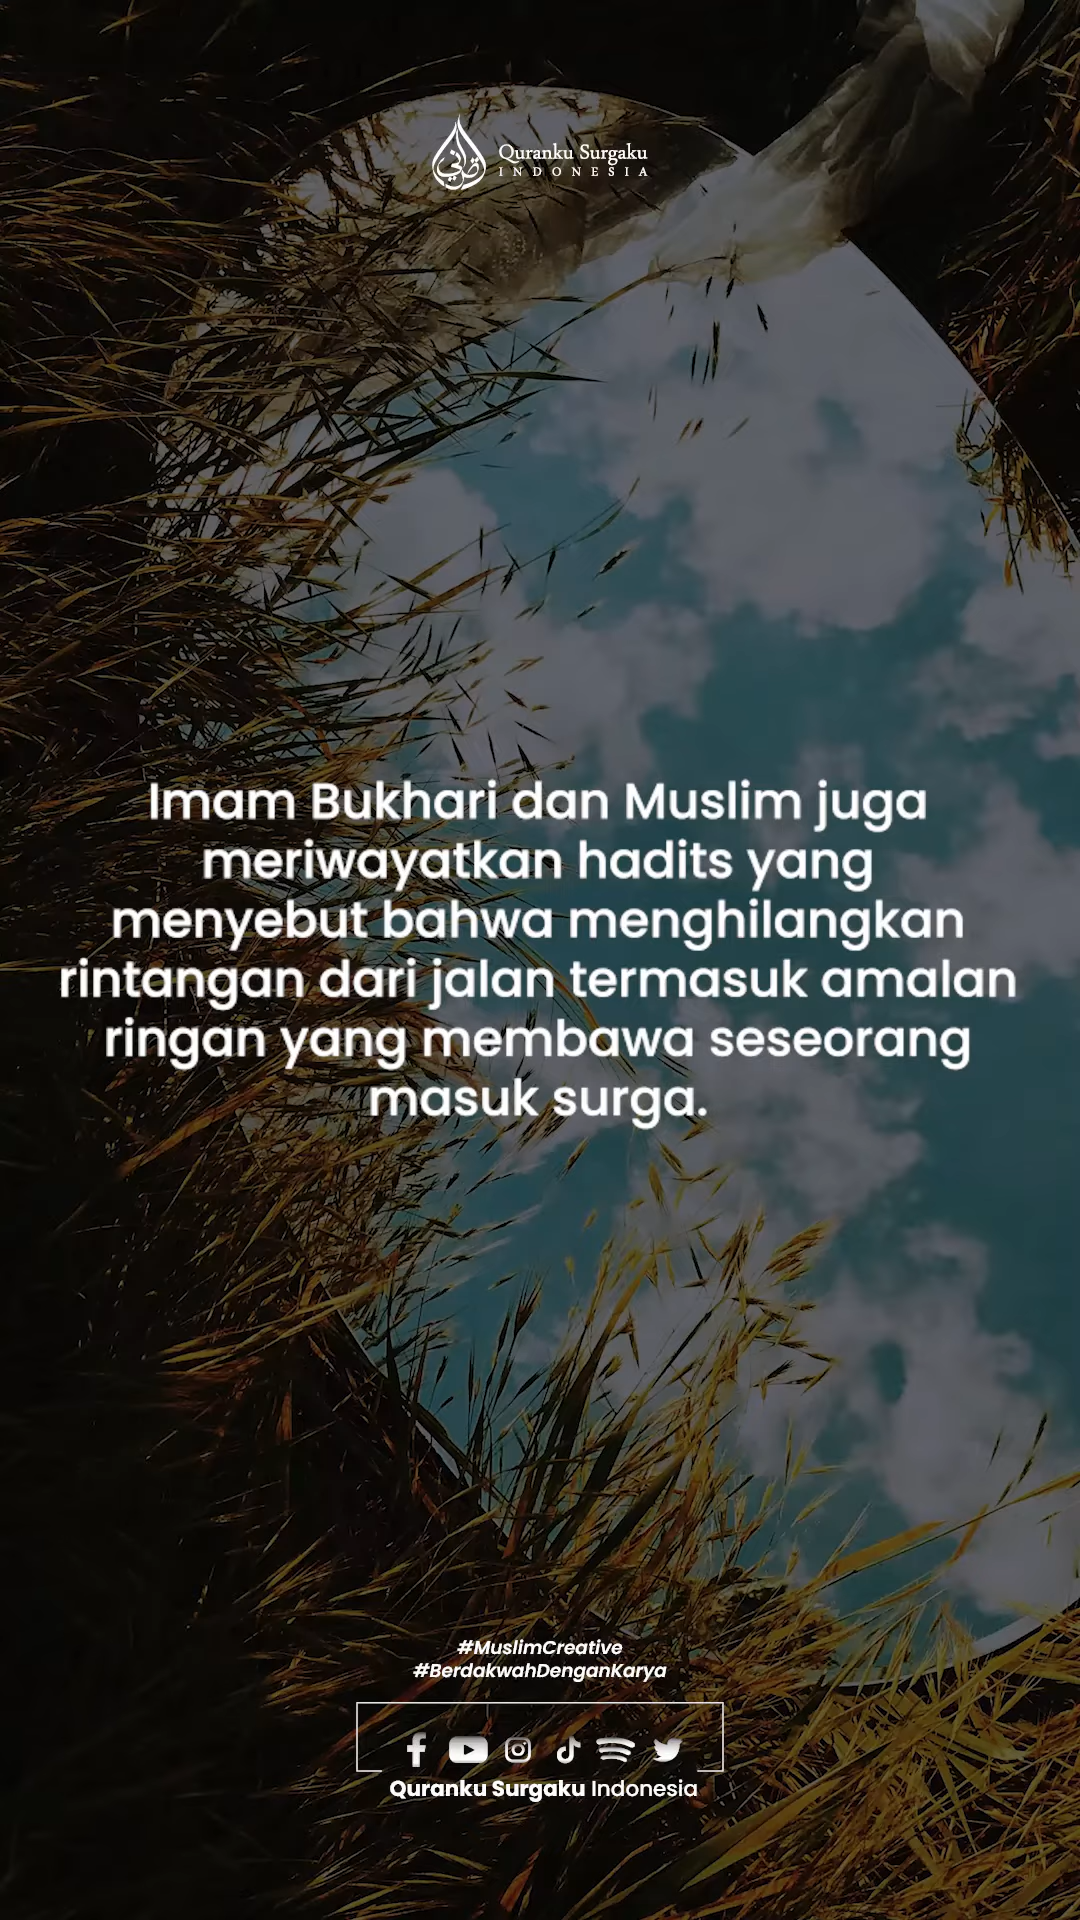 Quranku Surgaku
INDONESIA
Imam Bukhari dan Muslim juga
meriwayatkan hadits yang
menyebut bahwa menghilangkan
rintangan dari jalan termasuk amalan
ringan yang membawa seseorang
masuk surga.
#MuslimCreative
#BerdakwahDenganKarya
Quranku Surgaku Indonesia